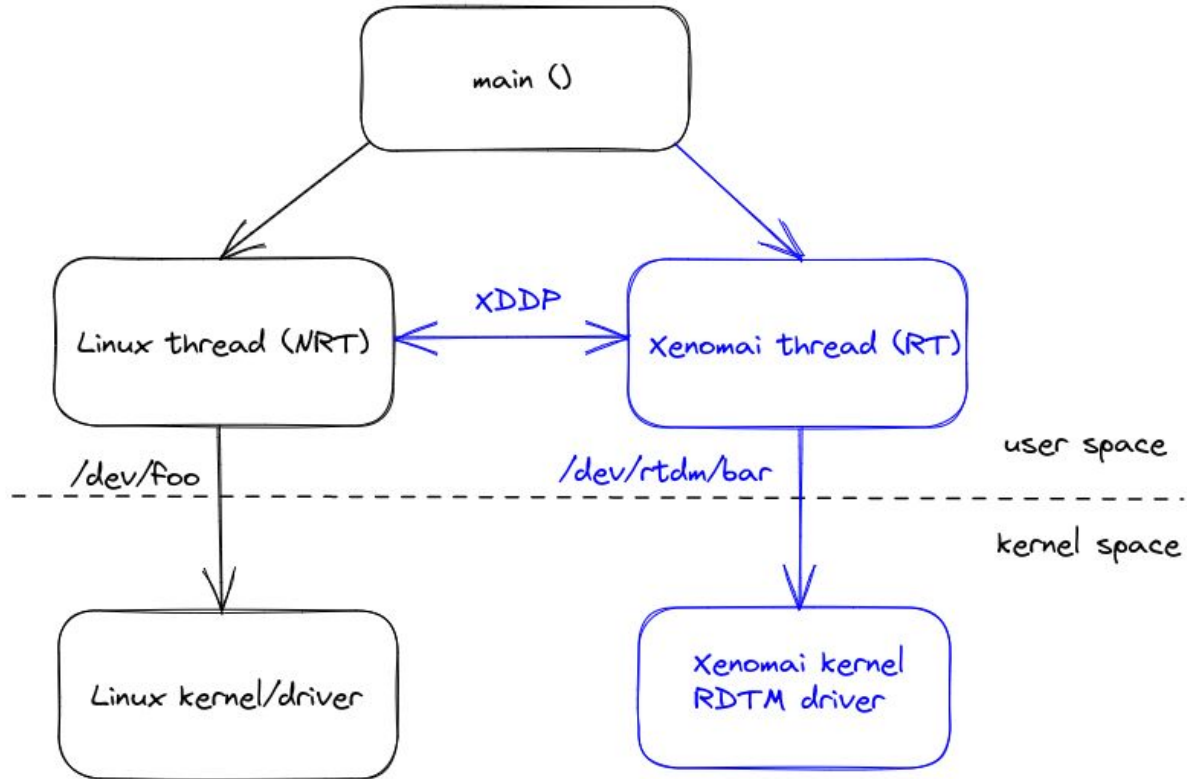 main ()
XDDP
Linux thread (NRT)
Xenomai thread (RT)
user space
/dev/foo
/dev/rtdm/bar
kernel space
Xenomai kernel
RDTM driver
Linux kernel/driver